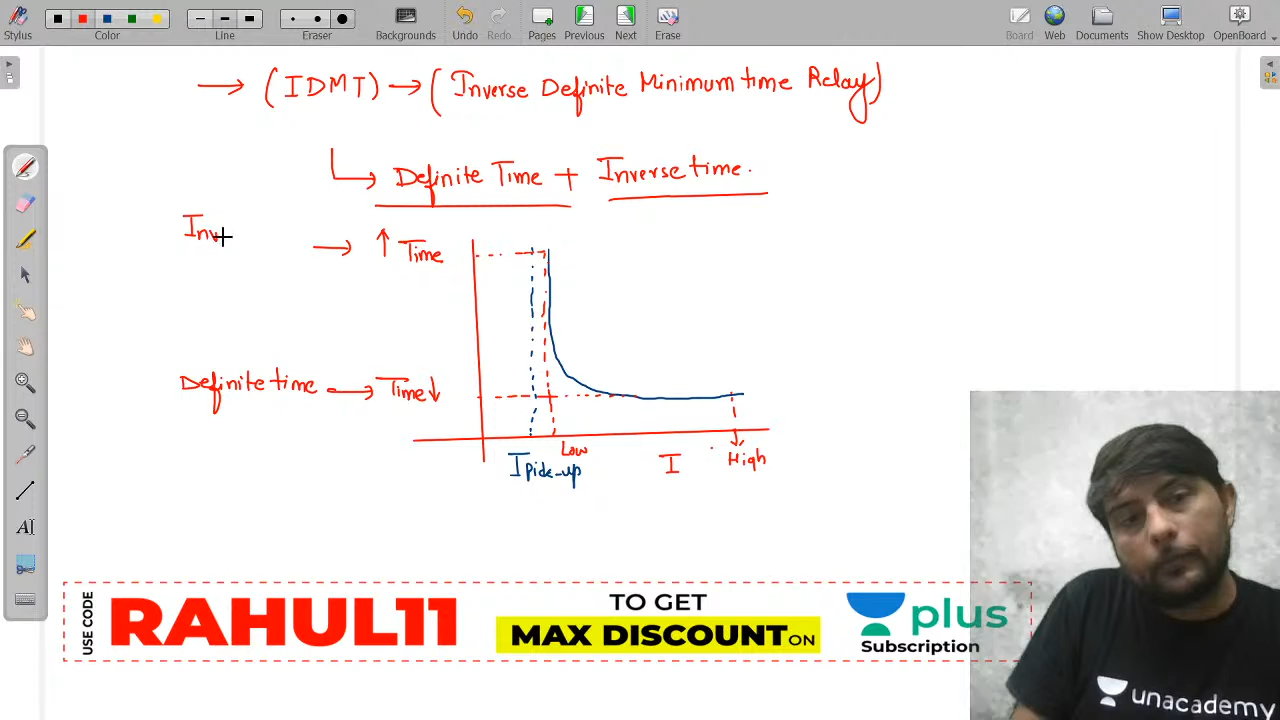 Stylus
Color
Line
Eraser
Backgrounds
Undo
Redo
Pages
Previous
Next
Erase
Board
Web
Documents
Show Desktop
OpenBoard
→ (IDMT) → (Inverse Definite Minimum time Relay)
→ Definite Time + Inverse time.
Inv
→ ↑ Time
Definite time → Time ↓
Low
I pick-up
I
High
USE CODE
RAHUL11
TO GET
MAX DISCOUNT ON
plus
Subscription
unacademy